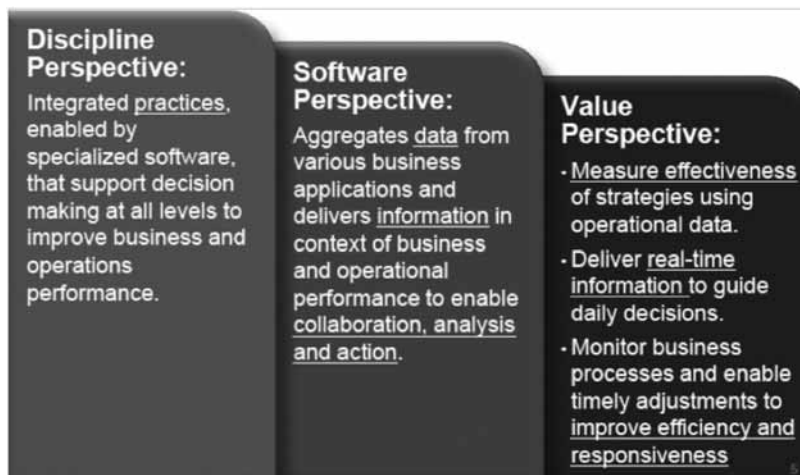 Discipline
Perspective:
Integrated practices,
enabled by
specialized software,
that support decision
making at all levels to
improve business and
operations
performance.
Software
Perspective:
Aggregates data from
various business
applications and
delivers information in
context of business
and operational
performance to enable
collaboration, analysis
and action.
Value
Perspective:
· Measure effectiveness
of strategies using
operational data.
· Deliver real-time
information to guide
daily decisions.
· Monitor business
processes and enable
timely adjustments to
improve efficiency and
responsiveness